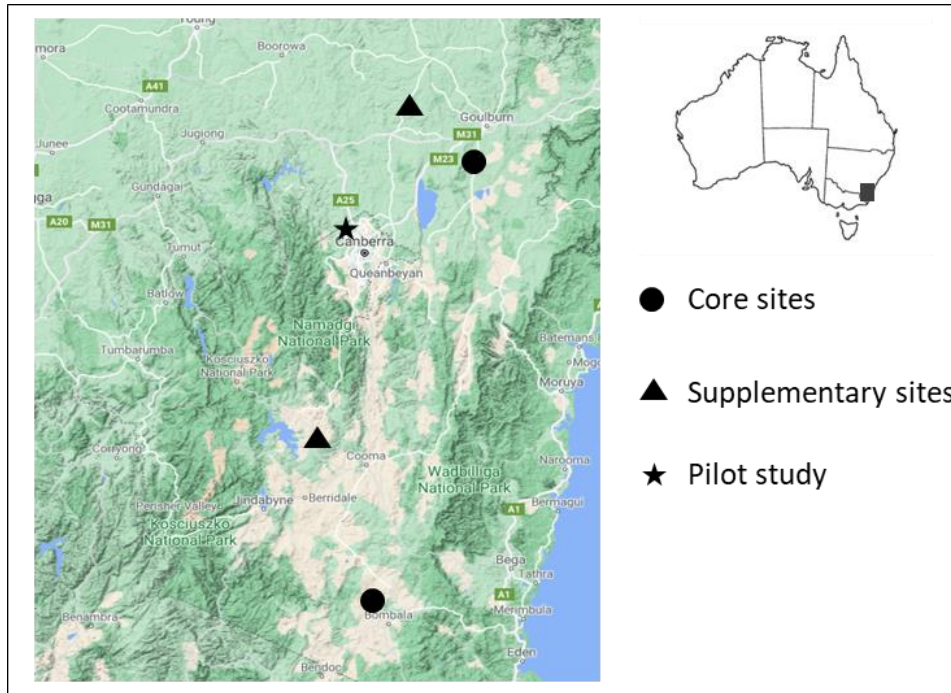 Young
mora
Boorowa
A41
Cootamundra
Goulburn
M31
Junee
Jugiong
M23
Gundagai
A25
ga
A20
M31
Canberra
Tumut
Queanbeyan
Batlow
Namadgi
National Park
Batemans
Tumbarumba
Kosciuszko
National Park
Mog
Moruya
Corryong
Cooma
Wadbilliga
National Park
Narooma
Jindabyne
Berridale
Perisher Valley
Bermagui
Kosciuszko
National Park
A1
Bega
Tathra
A1
Merimbula
Benambra
Bombala
Eden
Bendoc
Core sites
Supplementary sites
Pilot study